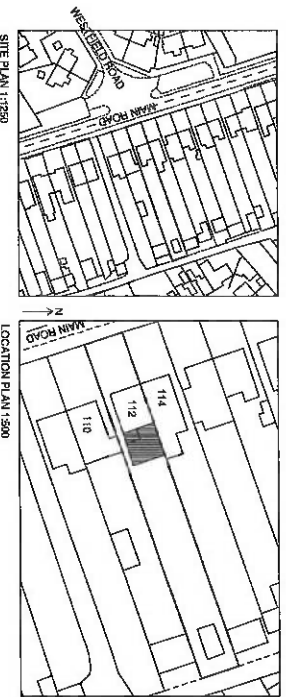 WESTFIELD ROAD
MAIN ROAD
SITE PLAN 1:1250
N
MAIN ROAD
114
112
110
LOCATION PLAN 1:500